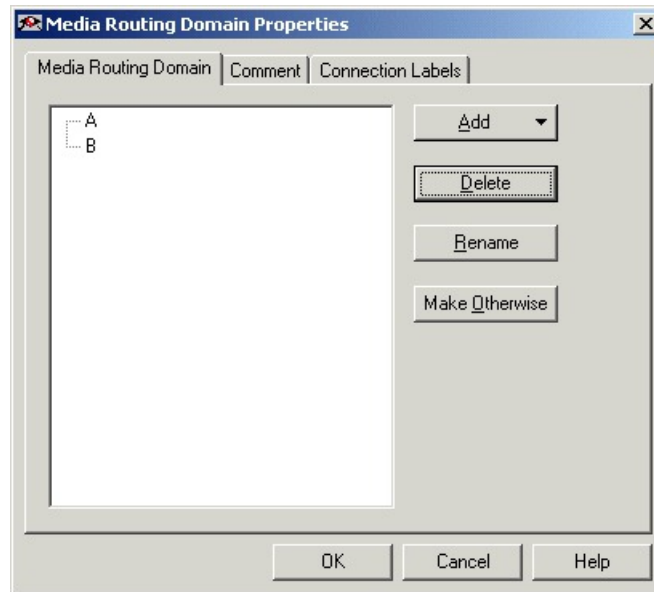 Media Routing Domain Properties
Media Routing Domain
Comment
Connection Labels
A
B
Add
Delete
Rename
Make Otherwise
OK
Cancel
Help